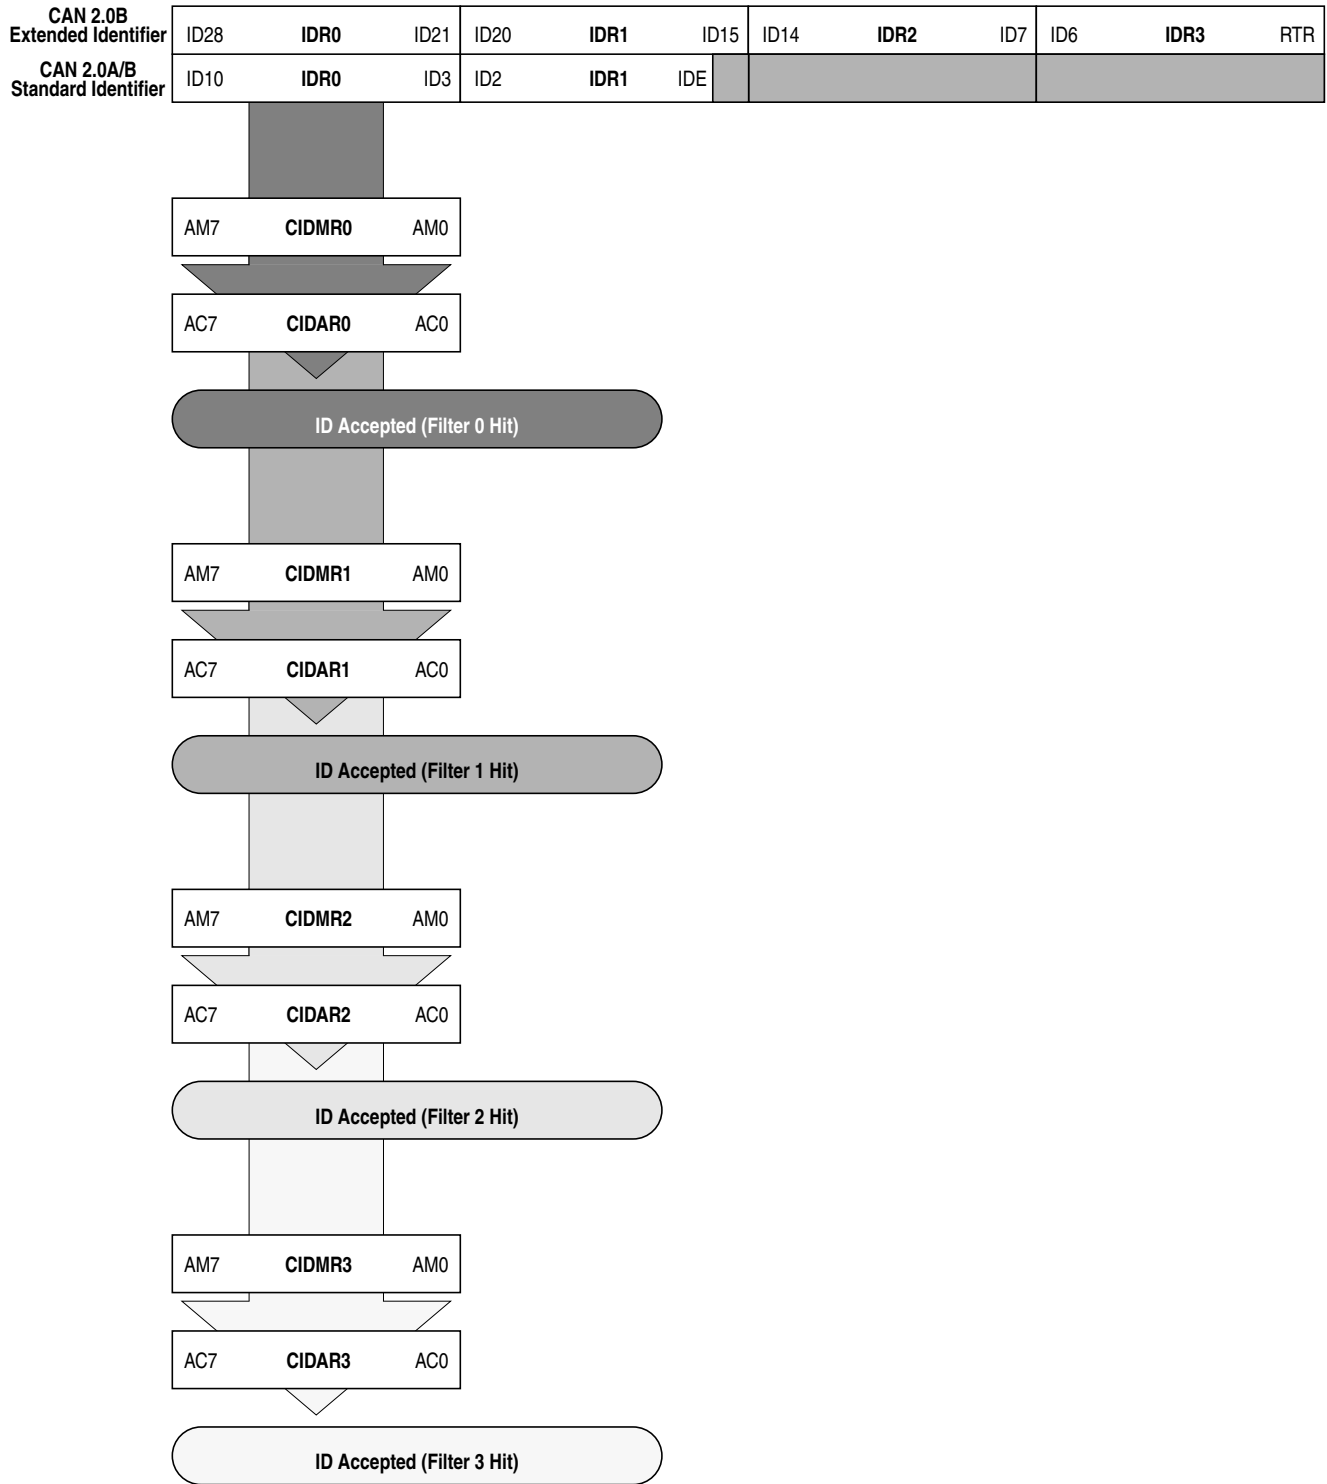 CAN 2.0B
Extended Identifier ID28 IDR0 ID21 ID20 IDR1 ID15 ID14 IDR2 ID7 ID6 IDR3 RTR
CAN 2.0A/B
Standard Identifier ID10 IDR0 ID3 ID2 IDR1 IDE
AM7 CIDMR0 AM0
AC7 CIDAR0 AC0
ID Accepted (Filter 0 Hit)
AM7 CIDMR1 AM0
AC7 CIDAR1 AC0
ID Accepted (Filter 1 Hit)
AM7 CIDMR2 AM0
AC7 CIDAR2 AC0
ID Accepted (Filter 2 Hit)
AM7 CIDMR3 AM0
AC7 CIDAR3 AC0
ID Accepted (Filter 3 Hit)